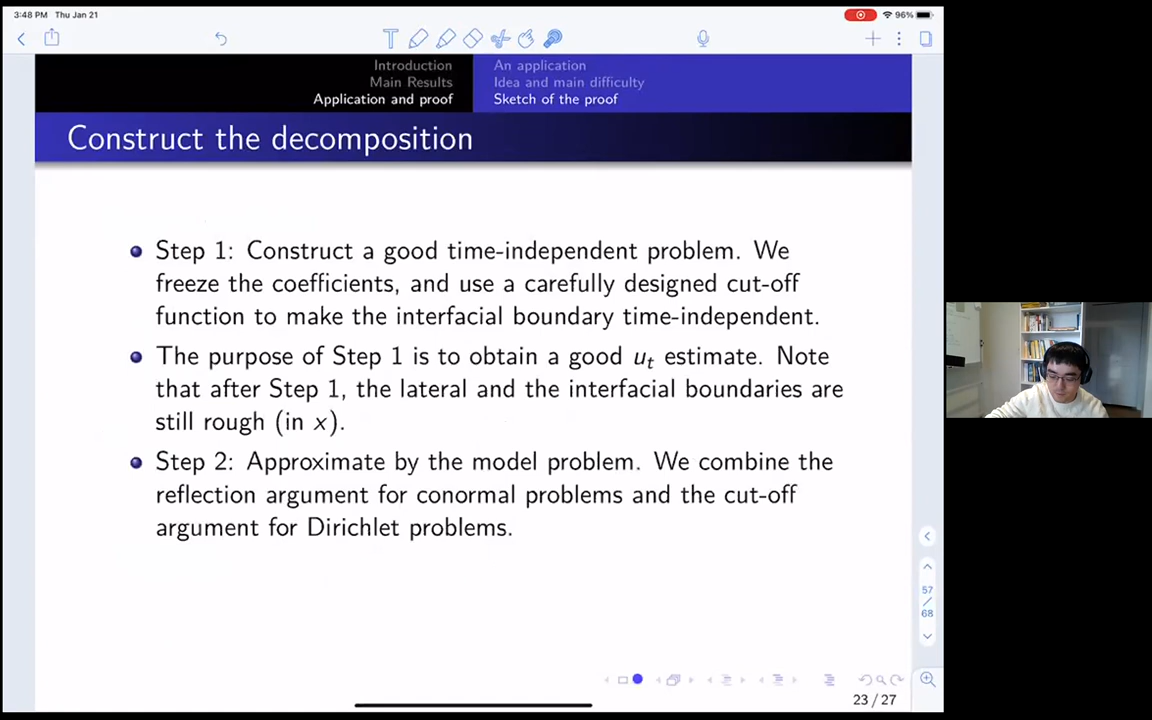 3:48 PM Thu Jan 21
96%
Introduction
Main Results
Application and proof
An application
Idea and main difficulty
Sketch of the proof
Construct the decomposition
Step 1: Construct a good time-independent problem. We
freeze the coefficients, and use a carefully designed cut-off
function to make the interfacial boundary time-independent.
The purpose of Step 1 is to obtain a good u_t estimate. Note
that after Step 1, the lateral and the interfacial boundaries are
still rough (in x).
Step 2: Approximate by the model problem. We combine the
reflection argument for conormal problems and the cut-off
argument for Dirichlet problems.
57
/
68
23 / 27